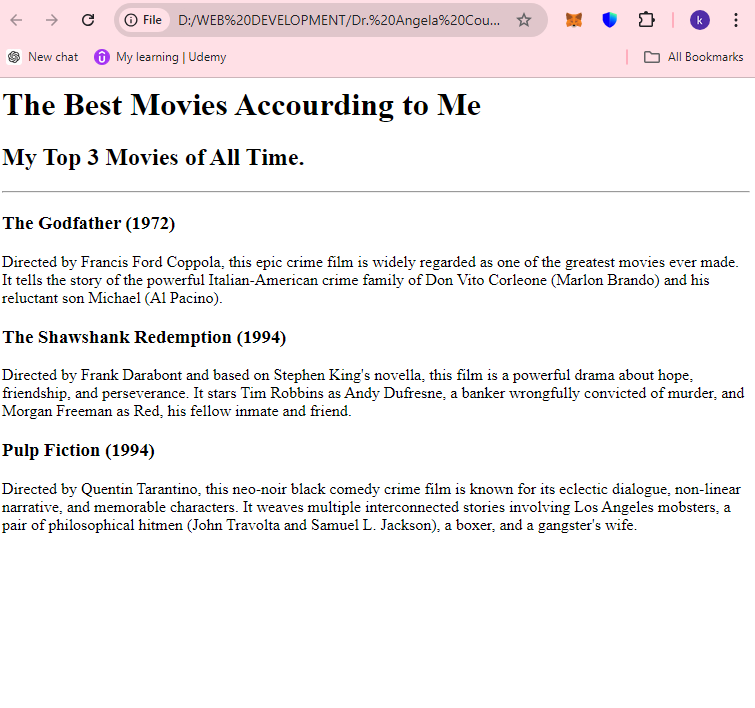 File D:/WEB%20DEVELOPMENT/Dr.%20Angela%20Cou... k
New chat My learning | Udemy All Bookmarks
The Best Movies Accourding to Me
My Top 3 Movies of All Time.
The Godfather (1972)
Directed by Francis Ford Coppola, this epic crime film is widely regarded as one of the greatest movies ever made.
It tells the story of the powerful Italian-American crime family of Don Vito Corleone (Marlon Brando) and his
reluctant son Michael (Al Pacino).
The Shawshank Redemption (1994)
Directed by Frank Darabont and based on Stephen King's novella, this film is a powerful drama about hope,
friendship, and perseverance. It stars Tim Robbins as Andy Dufresne, a banker wrongfully convicted of murder, and
Morgan Freeman as Red, his fellow inmate and friend.
Pulp Fiction (1994)
Directed by Quentin Tarantino, this neo-noir black comedy crime film is known for its eclectic dialogue, non-linear
narrative, and memorable characters. It weaves multiple interconnected stories involving Los Angeles mobsters, a
pair of philosophical hitmen (John Travolta and Samuel L. Jackson), a boxer, and a gangster's wife.